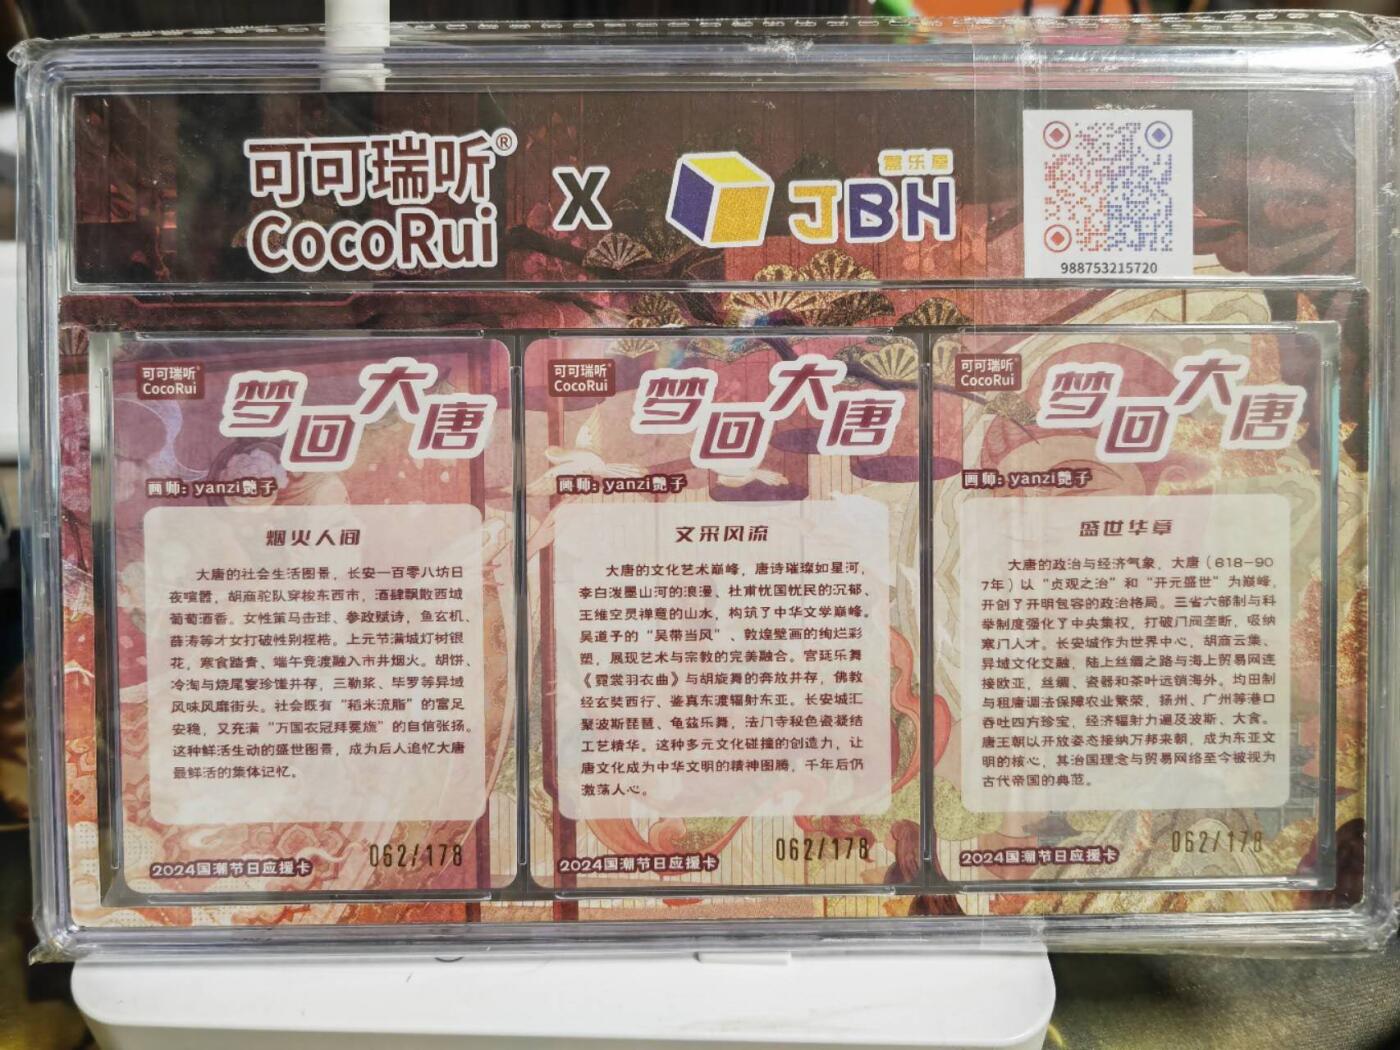 可可瑞听®
CocoRui
X
JBH
988753215720
可可瑞听
CocoRui
梦回大唐
画师：yanzi艷子
烟火人间
大唐的社会生活图景，长安一百零八坊日
夜喧嚣，胡商驼队穿梭东西市，酒肆飘散西域
葡萄酒香。女性策马击球、参政赋诗，鱼玄机、
薛涛等才女打破性别桎梏。上元节满城灯树银
花，寒食踏青、端午竞渡融入市井烟火。胡饼、
冷淘与烧尾宴珍馐并存，三勒浆、毕罗等异域
风味风靡街头。社会既有“稻米流脂”的富足
安稳，又充满“万国衣冠拜冕旒”的自信张扬。
这种鲜活生动的盛世图景，成为后人追忆大唐
最鲜活的集体记忆。
062/178
2024国潮节日应援卡
可可瑞听
CocoRui
梦回大唐
画师：yanzi艷子
文采风流
大唐的文化艺术巅峰，唐诗璀璨如星河，
李白泼墨山河的浪漫、杜甫忧国忧民的沉郁、
王维空灵禅意的山水，构筑了中华文学巅峰。
吴道子的“吴带当风”、敦煌壁画的绚烂彩
塑，展现艺术与宗教的完美融合。宫廷乐舞
《霓裳羽衣曲》与胡旋舞的奔放并存，佛教
经玄奘西行、鉴真东渡辐射东亚。长安城汇
聚波斯琵琶、龟兹乐舞，法门寺秘色瓷凝结
工艺精华。这种多元文化碰撞的创造力，让
唐文化成为中华文明的精神图腾，千年后仍
激荡人心。
062/178
2024国潮节日应援卡
可可瑞听
CocoRui
梦回大唐
画师：yanzi艷子
盛世华章
大唐的政治与经济气象，大唐（618-90
7年）以“贞观之治”和“开元盛世”为巅峰，
开创了开明包容的政治格局。三省六部制与科
举制度强化了中央集权，打破门阀垄断，吸纳
寒门人才。长安城作为世界中心，胡商云集、
异域文化交融，陆上丝绸之路与海上贸易网连
接欧亚，丝绸、瓷器和茶叶远销海外。均田制
与租庸调法保障农业繁荣，扬州、广州等港口
吞吐四方珍宝，经济辐射力遍及波斯、大食。
唐王朝以开放姿态接纳万邦来朝，成为东亚文
明的核心，其治国理念与贸易网络至今被视为
古代帝国的典范。
062/178
2024国潮节日应援卡